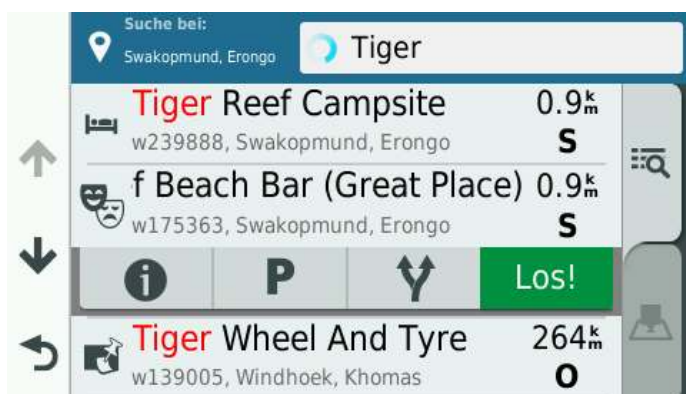 Suche bei:
Swakopmund, Erongo
Tiger
Tiger Reef Campsite 0.9km
w239888, Swakopmund, Erongo S
f Beach Bar (Great Place) 0.9km
w175363, Swakopmund, Erongo S
P Los!
Tiger Wheel And Tyre 264km
w139005, Windhoek, Khomas O